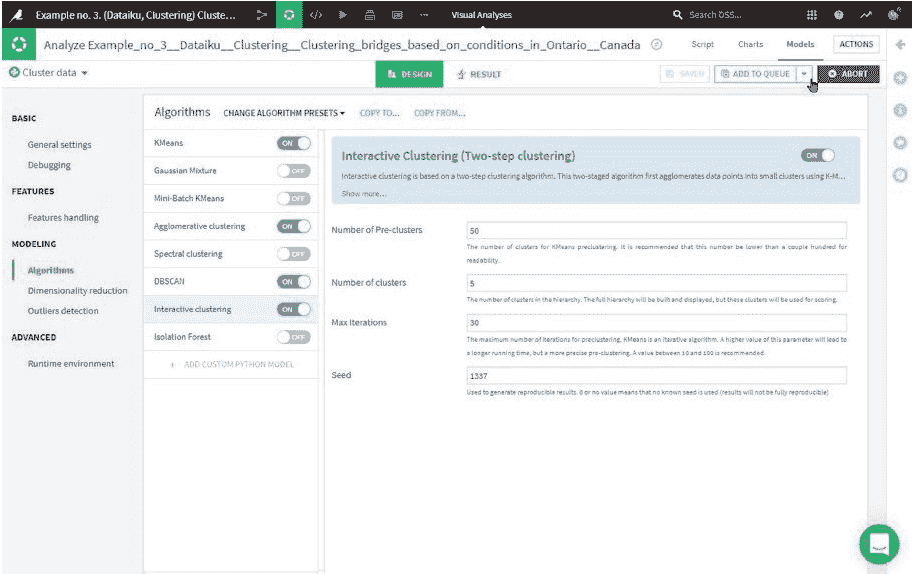 Example no. 3. (Dataiku, Clustering) Cluste... Visual Analyses Search DSS...
Analyze Example_no_3__Dataiku__Clustering__Clustering_bridges_based_on_conditions_in_Ontario__Canada Script Charts Models ACTIONS
Cluster data DESIGN RESULT SAVED ADD TO QUEUE ABORT
BASIC
General settings
Debugging
FEATURES
Features handling
MODELING
Algorithms
Dimensionality reduction
Outliers detection
ADVANCED
Runtime environment
Algorithms CHANGE ALGORITHM PRESETS COPY TO... COPY FROM...
KMeans ON
Gaussian Mixture OFF
Mini-Batch KMeans OFF
Agglomerative clustering ON
Spectral clustering OFF
DBSCAN ON
Interactive clustering ON
Isolation Forest OFF
+ ADD CUSTOM PYTHON MODEL
Interactive Clustering (Two-step clustering) ON
Interactive clustering is based on a two-step clustering algorithm. This two-staged algorithm first agglomerates data points into small clusters using K-M...
Show more...
Number of Pre-clusters 50
The number of clusters for KMeans preclustering. It is recommended that this number be lower than a couple hundred for
readability.
Number of clusters 5
The number of clusters in the hierarchy. The full hierarchy will be built and displayed, but these clusters will be used for scoring.
Max Iterations 30
The maximum number of iterations for preclustering. KMeans is an iterative algorithm. A higher value of this parameter will lead to
a longer running time, but a more precise pre-clustering. A value between 10 and 100 is recommended.
Seed 1337
Used to generate reproducible results. 0 or no value means that no known seed is used (results will not be fully reproducible)